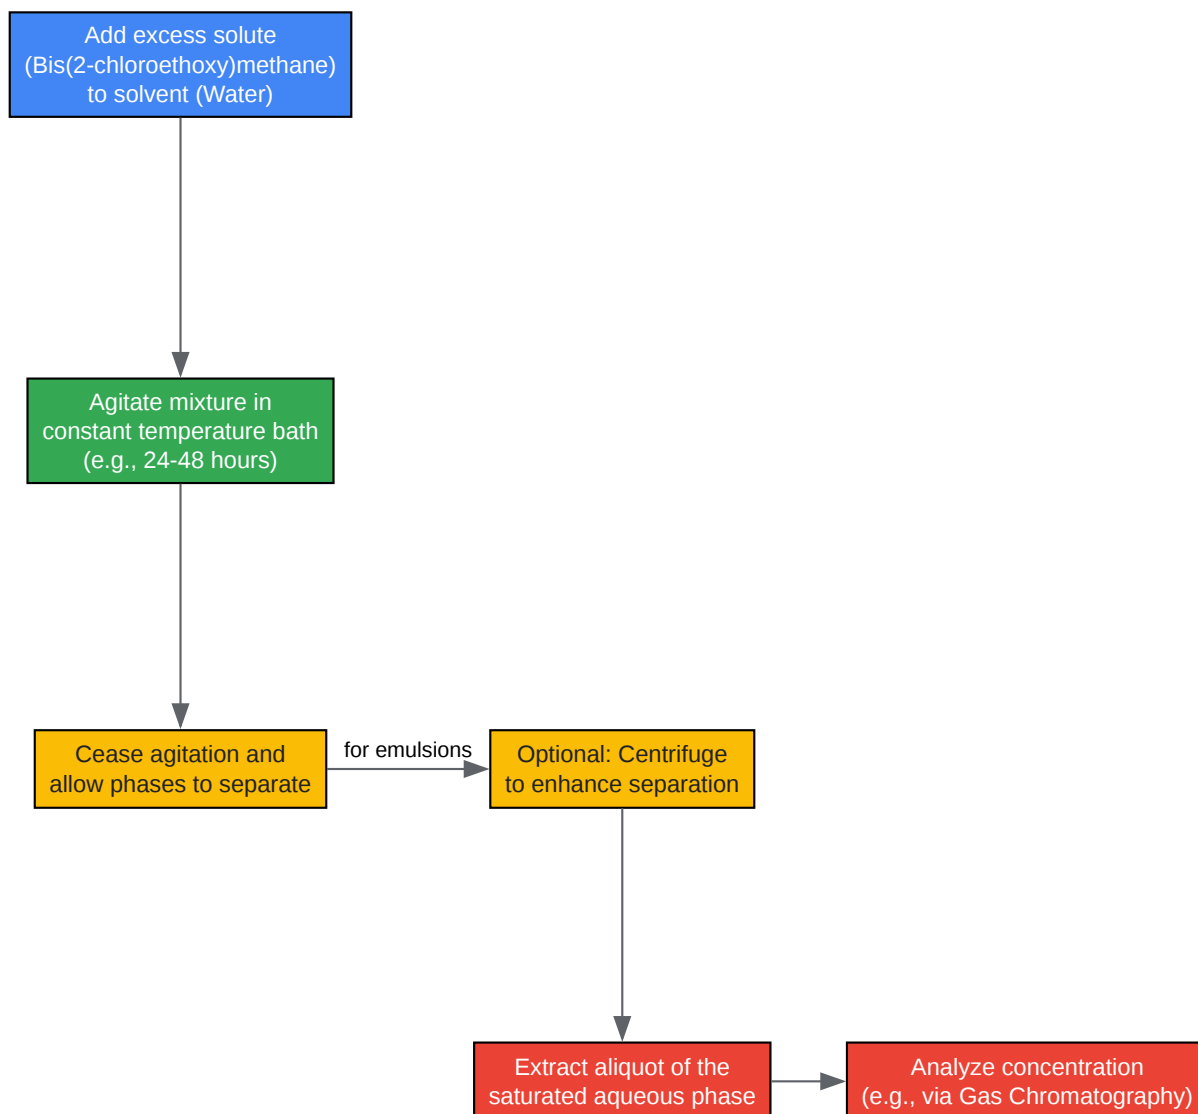 Add excess solute
(Bis(2-chloroethoxy)methane)
to solvent (Water)
Agitate mixture in
constant temperature bath
(e.g., 24-48 hours)
Cease agitation and
allow phases to separate
for emulsions
Optional: Centrifuge
to enhance separation
Extract aliquot of the
saturated aqueous phase
Analyze concentration
(e.g., via Gas Chromatography)